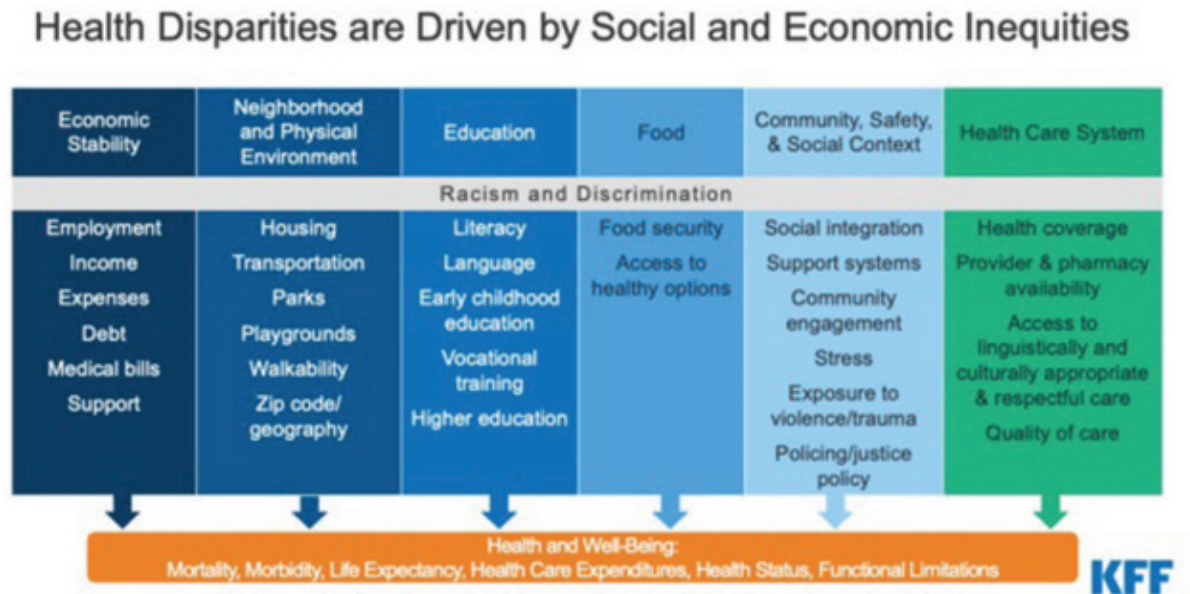 Health Disparities are Driven by Social and Economic Inequities
Economic
Stability
Neighborhood
and Physical
Environment
Education
Food
Community, Safety,
& Social Context
Health Care System
Racism and Discrimination
Employment
Income
Expenses
Debt
Medical bills
Support
Housing
Transportation
Parks
Playgrounds
Walkability
Zip code/
geography
Literacy
Language
Early childhood
education
Vocational
training
Higher education
Food security
Access to
healthy options
Social integration
Support systems
Community
engagement
Stress
Exposure to
violence/trauma
Policing/justice
policy
Health coverage
Provider & pharmacy
availability
Access to
linguistically and
culturally appropriate
& respectful care
Quality of care
Health and Well-Being:
Mortality, Morbidity, Life Expectancy, Health Care Expenditures, Health Status, Functional Limitations
KFF